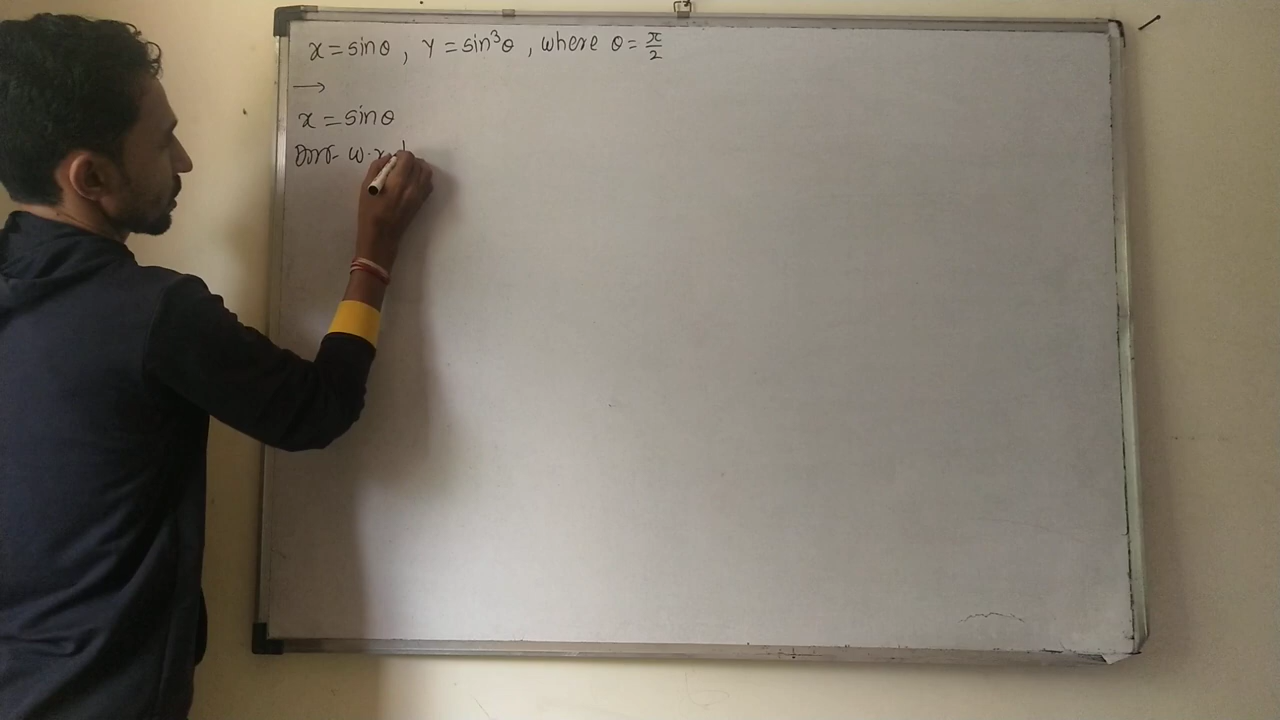 x = sinθ , y = sin³θ , where θ = π/2
→
x = sinθ
Diff. w.r.t